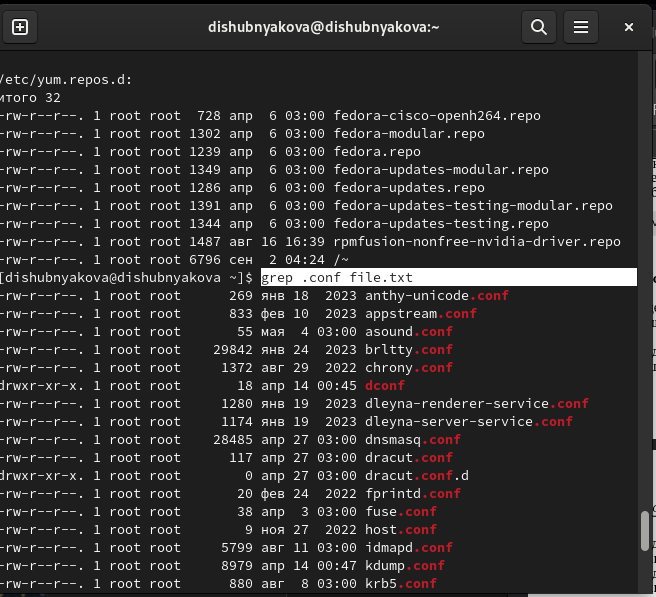 dishubnyakova@dishubnyakova:~
/etc/yum.repos.d:
итого 32
-rw-r--r--. 1 root root  728 апр  6 03:00 fedora-cisco-openh264.repo
-rw-r--r--. 1 root root 1302 апр  6 03:00 fedora-modular.repo
-rw-r--r--. 1 root root 1239 апр  6 03:00 fedora.repo
-rw-r--r--. 1 root root 1349 апр  6 03:00 fedora-updates-modular.repo
-rw-r--r--. 1 root root 1286 апр  6 03:00 fedora-updates.repo
-rw-r--r--. 1 root root 1391 апр  6 03:00 fedora-updates-testing-modular.repo
-rw-r--r--. 1 root root 1344 апр  6 03:00 fedora-updates-testing.repo
-rw-r--r--. 1 root root 1487 авг 16 16:39 rpmfusion-nonfree-nvidia-driver.repo
-rw-r--r--. 1 root root 6796 сен  2 04:24 /~
[dishubnyakova@dishubnyakova ~]$ grep .conf file.txt
-rw-r--r--. 1 root root      269 янв 18  2023 anthy-unicode.conf
-rw-r--r--. 1 root root      833 фев 10  2023 appstream.conf
-rw-r--r--. 1 root root       55 мая  4 03:00 asound.conf
-rw-r--r--. 1 root root    29842 янв 24  2023 brltty.conf
-rw-r--r--. 1 root root     1372 авг 29  2022 chrony.conf
drwxr-xr-x. 1 root root       18 апр 14 00:45 dconf
-rw-r--r--. 1 root root     1280 янв 19  2023 dleyna-renderer-service.conf
-rw-r--r--. 1 root root     1174 янв 19  2023 dleyna-server-service.conf
-rw-r--r--. 1 root root    28485 апр 27 03:00 dnsmasq.conf
-rw-r--r--. 1 root root      117 апр 27 03:00 dracut.conf
drwxr-xr-x. 1 root root        0 апр 27 03:00 dracut.conf.d
-rw-r--r--. 1 root root       20 фев 24  2022 fprintd.conf
-rw-r--r--. 1 root root       38 апр  3 03:00 fuse.conf
-rw-r--r--. 1 root root        9 ноя 27  2022 host.conf
-rw-r--r--. 1 root root     5799 авг 11 03:00 idmapd.conf
-rw-r--r--. 1 root root     8979 апр 14 00:47 kdump.conf
-rw-r--r--. 1 root root      880 авг  8 03:00 krb5.conf